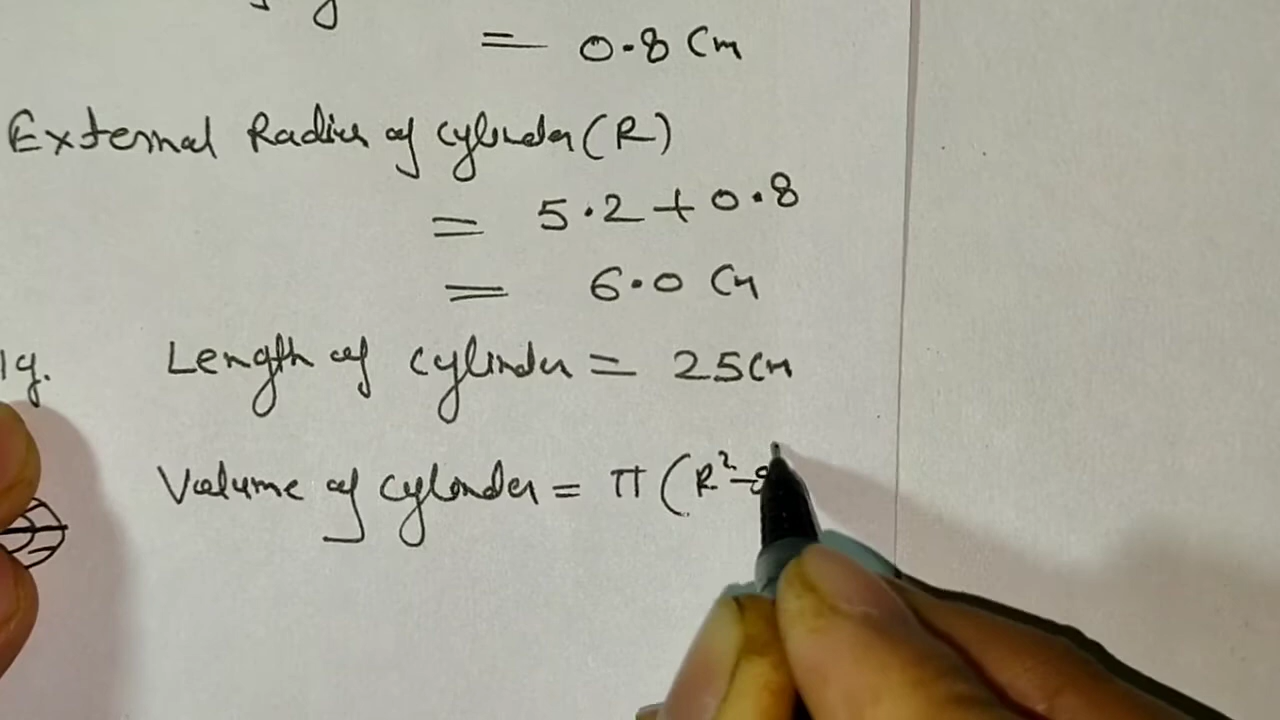 = 0.8 Cm
External Radius of cylinder (R)
= 5.2 + 0.8
= 6.0 Cm
Length of cylinder = 25 Cm
Volume of cylinder = π (R² -